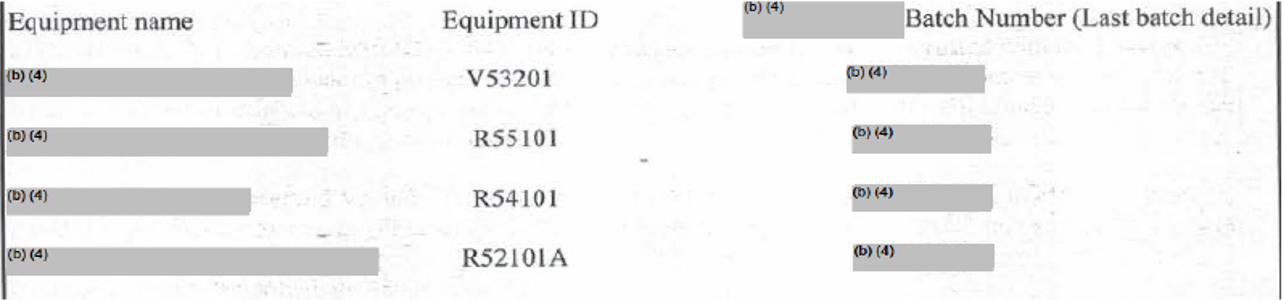 Equipment name Equipment ID (b) (4) Batch Number (Last batch detail)
(b) (4) V53201 (b) (4)
(b) (4) R55101 (b) (4)
(b) (4) R54101 (b) (4)
(b) (4) R52101A (b) (4)